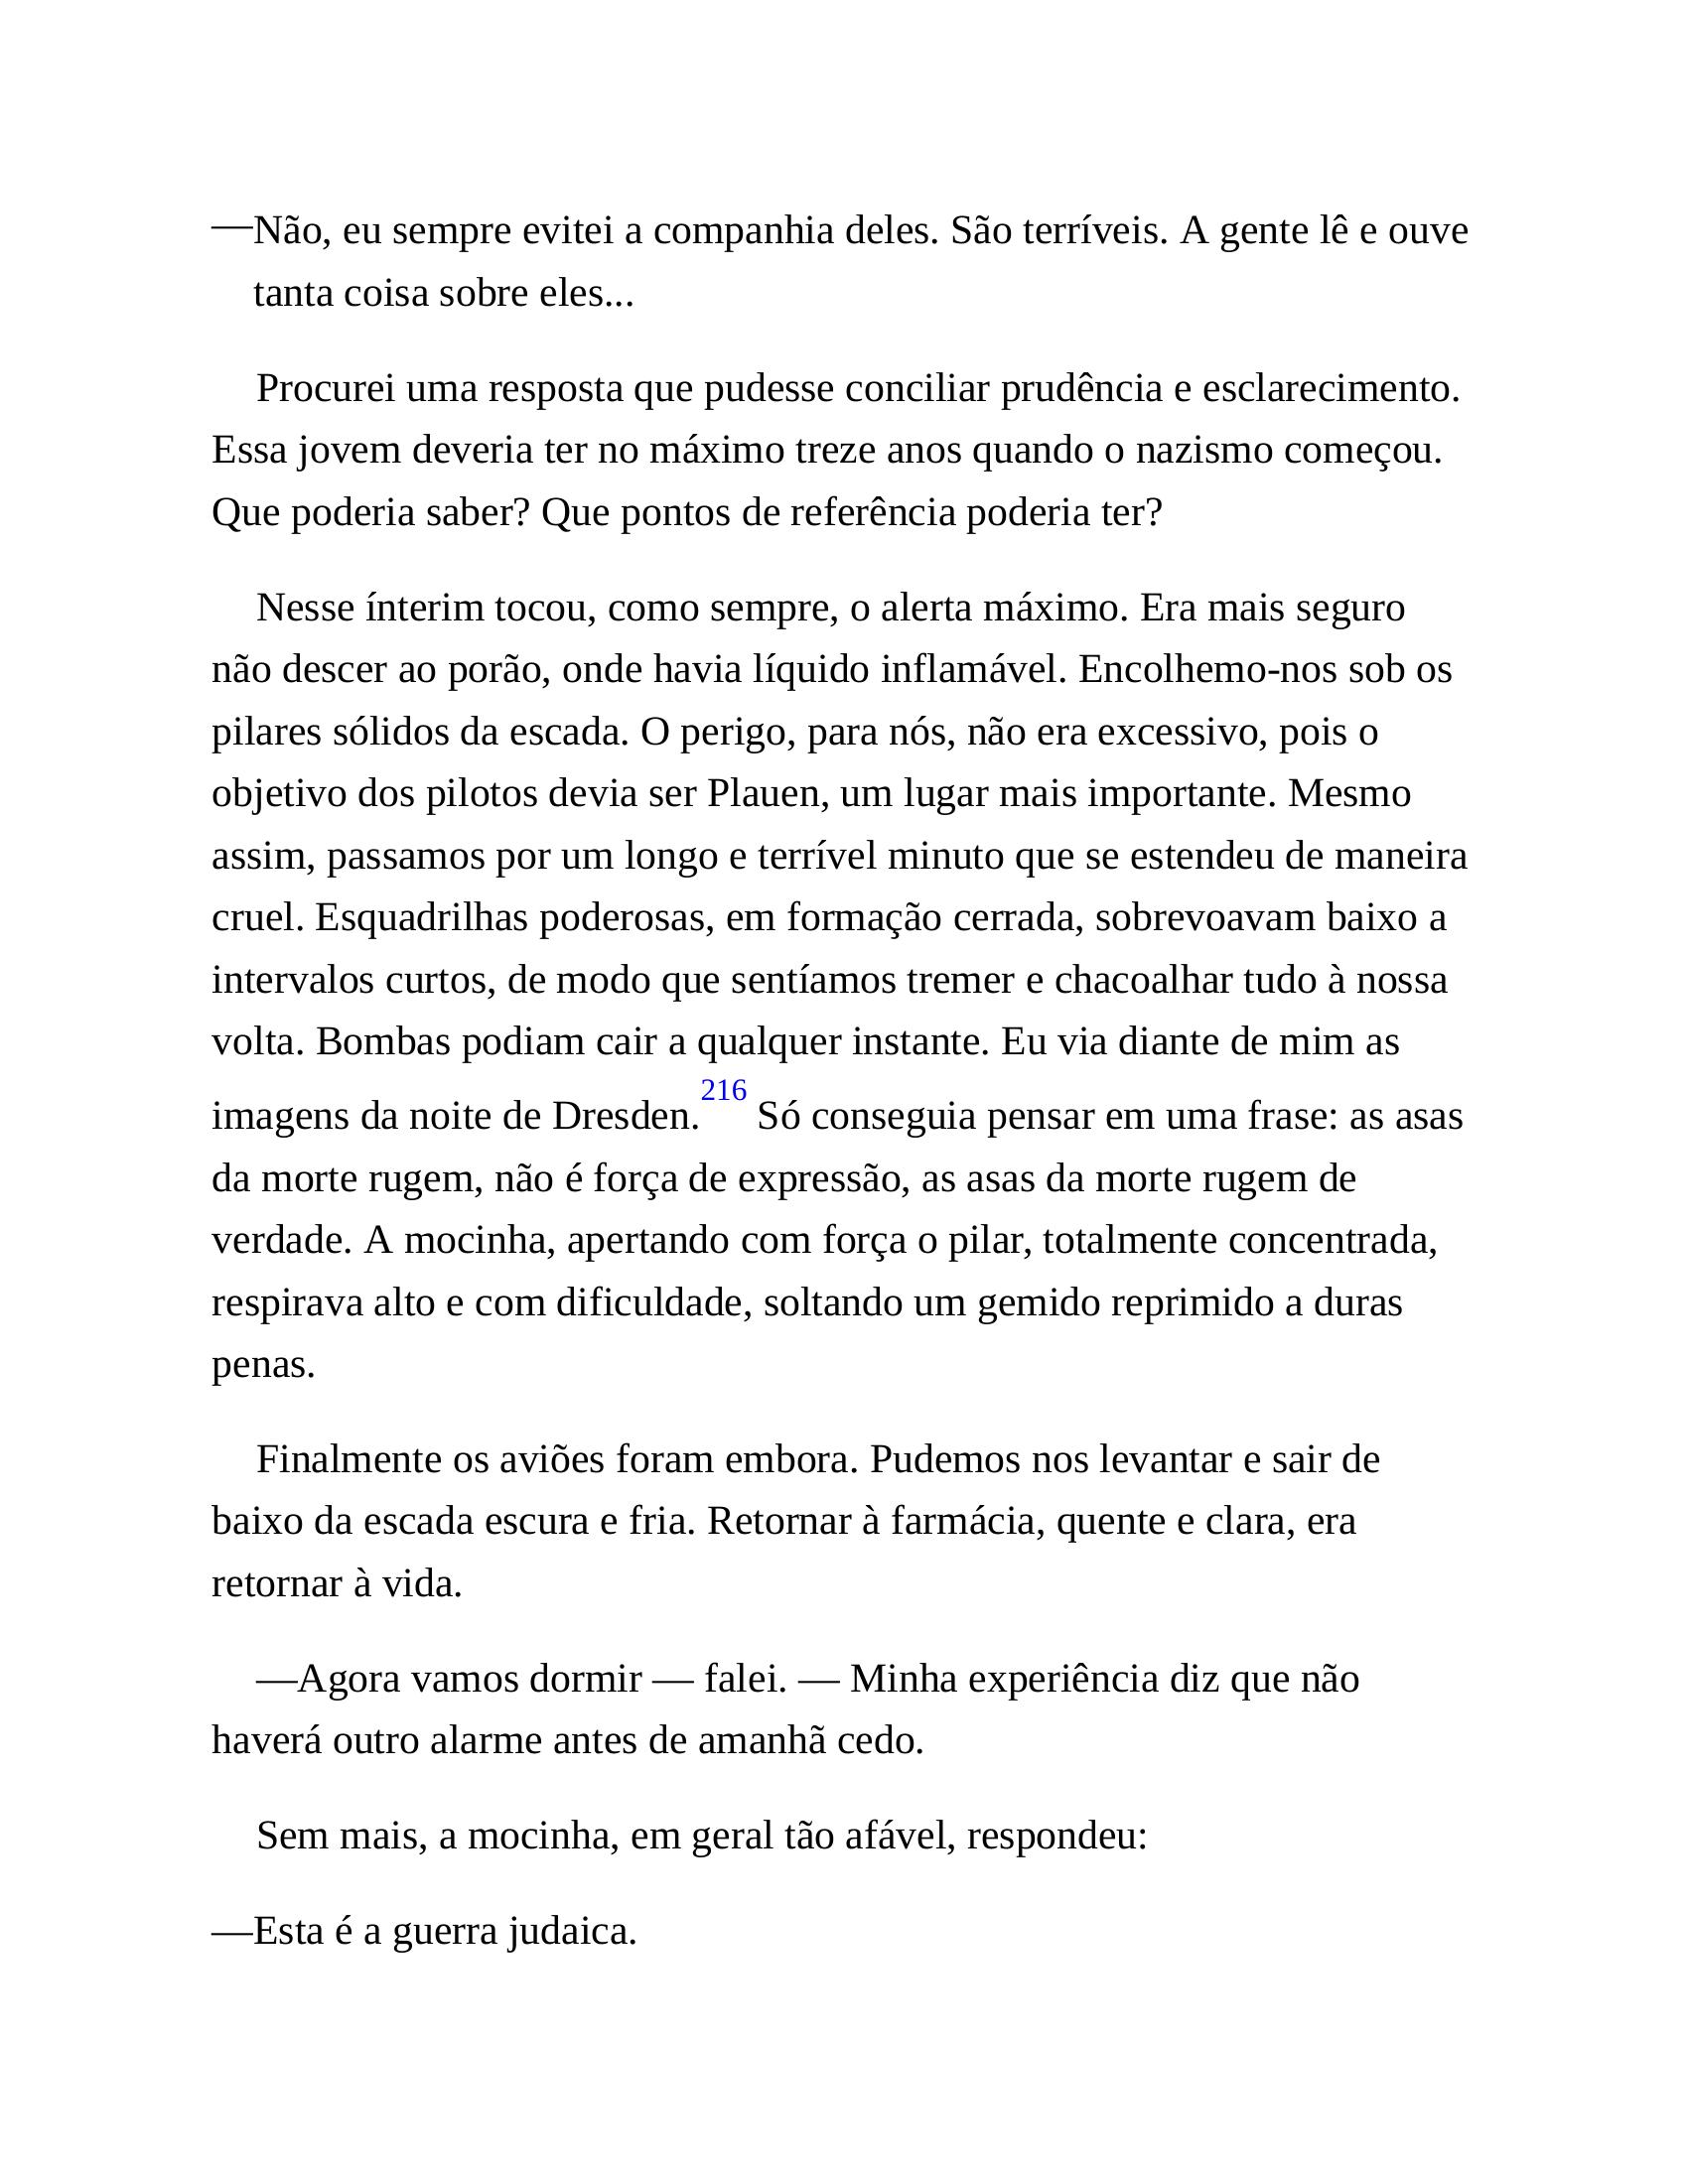 —Não, eu sempre evitei a companhia deles. São terríveis. A gente lê e ouve
tanta coisa sobre eles...
Procurei uma resposta que pudesse conciliar prudência e esclarecimento.
Essa jovem deveria ter no máximo treze anos quando o nazismo começou.
Que poderia saber? Que pontos de referência poderia ter?
Nesse ínterim tocou, como sempre, o alerta máximo. Era mais seguro
não descer ao porão, onde havia líquido inflamável. Encolhemo-nos sob os
pilares sólidos da escada. O perigo, para nós, não era excessivo, pois o
objetivo dos pilotos devia ser Plauen, um lugar mais importante. Mesmo
assim, passamos por um longo e terrível minuto que se estendeu de maneira
cruel. Esquadrilhas poderosas, em formação cerrada, sobrevoavam baixo a
intervalos curtos, de modo que sentíamos tremer e chacoalhar tudo à nossa
volta. Bombas podiam cair a qualquer instante. Eu via diante de mim as
imagens da noite de Dresden.216 Só conseguia pensar em uma frase: as asas
da morte rugem, não é força de expressão, as asas da morte rugem de
verdade. A mocinha, apertando com força o pilar, totalmente concentrada,
respirava alto e com dificuldade, soltando um gemido reprimido a duras
penas.
Finalmente os aviões foram embora. Pudemos nos levantar e sair de
baixo da escada escura e fria. Retornar à farmácia, quente e clara, era
retornar à vida.
—Agora vamos dormir — falei. — Minha experiência diz que não
haverá outro alarme antes de amanhã cedo.
Sem mais, a mocinha, em geral tão afável, respondeu:
—Esta é a guerra judaica.